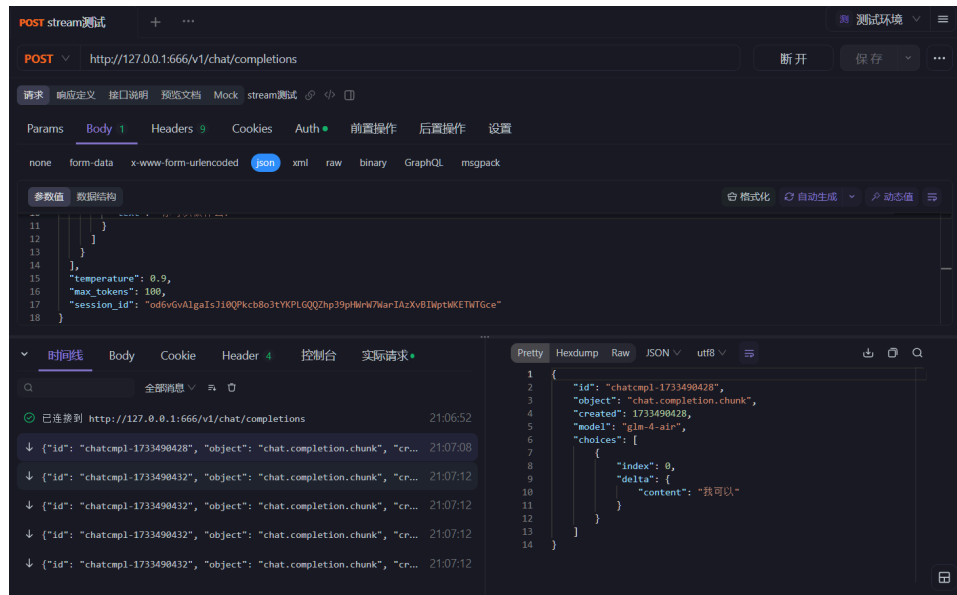 POST stream测试
测 测试环境
POST http://127.0.0.1:666/v1/chat/completions 断开 保存
请求 响应定义 接口说明 预览文档 Mock stream测试
Params Body 1 Headers 9 Cookies Auth 前置操作 后置操作 设置
none form-data x-www-form-urlencoded json xml raw binary GraphQL msgpack
参数值 数据结构 格式化 自动生成 动态值
11 }
12 ]
13 }
14 ],
15 "temperature": 0.9,
16 "max_tokens": 100,
17 "session_id": "od6vGvAlgaIsJi0QPkcb8o3tYKPLGQQZhp39pHWrW7WarIAzXvBIWptWKETWTGce"
18 }
时间线 Body Cookie Header 4 控制台 实际请求
全部消息
已连接到 http://127.0.0.1:666/v1/chat/completions 21:06:52
{"id": "chatcmpl-1733490428", "object": "chat.completion.chunk", "cr... 21:07:08
{"id": "chatcmpl-1733490432", "object": "chat.completion.chunk", "cr... 21:07:12
{"id": "chatcmpl-1733490432", "object": "chat.completion.chunk", "cr... 21:07:12
{"id": "chatcmpl-1733490432", "object": "chat.completion.chunk", "cr... 21:07:12
{"id": "chatcmpl-1733490432", "object": "chat.completion.chunk", "cr... 21:07:12
Pretty Hexdump Raw JSON utf8
1 {
2 "id": "chatcmpl-1733490428",
3 "object": "chat.completion.chunk",
4 "created": 1733490428,
5 "model": "glm-4-air",
6 "choices": [
7 {
8 "index": 0,
9 "delta": {
10 "content": "我可以"
11 }
12 }
13 ]
14 }